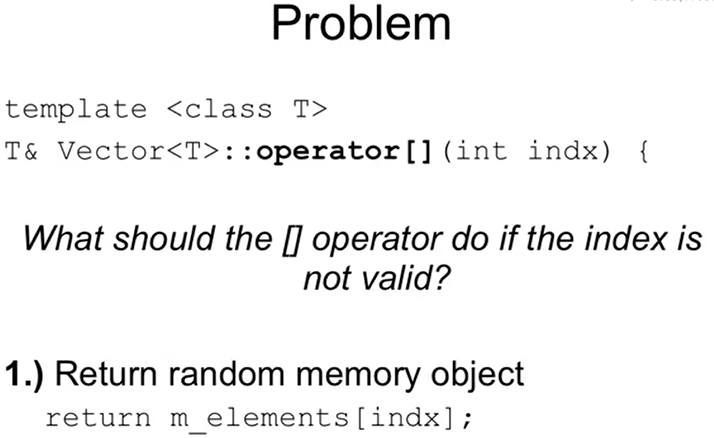 Problem
template <class T>
T& Vector<T>::operator[](int indx) {
What should the [] operator do if the index is
not valid?
1.) Return random memory object
return m_elements[indx];